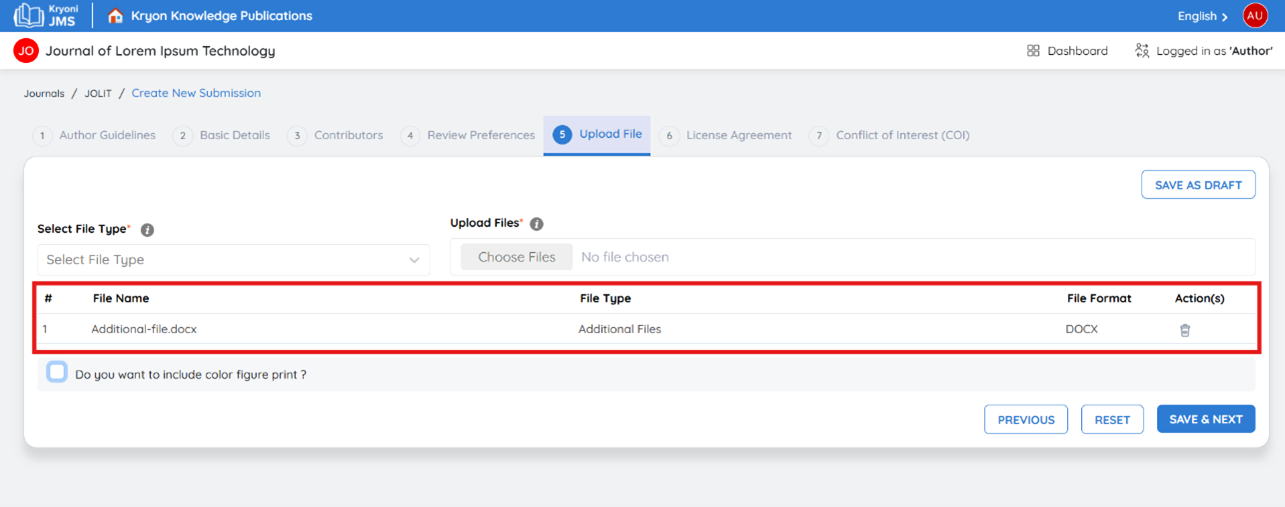 Kryoni
JMS
Kryon Knowledge Publications
English >
AU
JO
Journal of Lorem Ipsum Technology
Dashboard
Logged in as 'Author'
Journals / JOLIT / Create New Submission
1 Author Guidelines
2 Basic Details
3 Contributors
4 Review Preferences
5 Upload File
6 License Agreement
7 Conflict of Interest (COI)
SAVE AS DRAFT
Select File Type* i
Upload Files* i
Select File Type
Choose Files No file chosen
# File Name File Type File Format Action(s)
1 Additional-file.docx Additional Files DOCX
Do you want to include color figure print ?
PREVIOUS
RESET
SAVE & NEXT